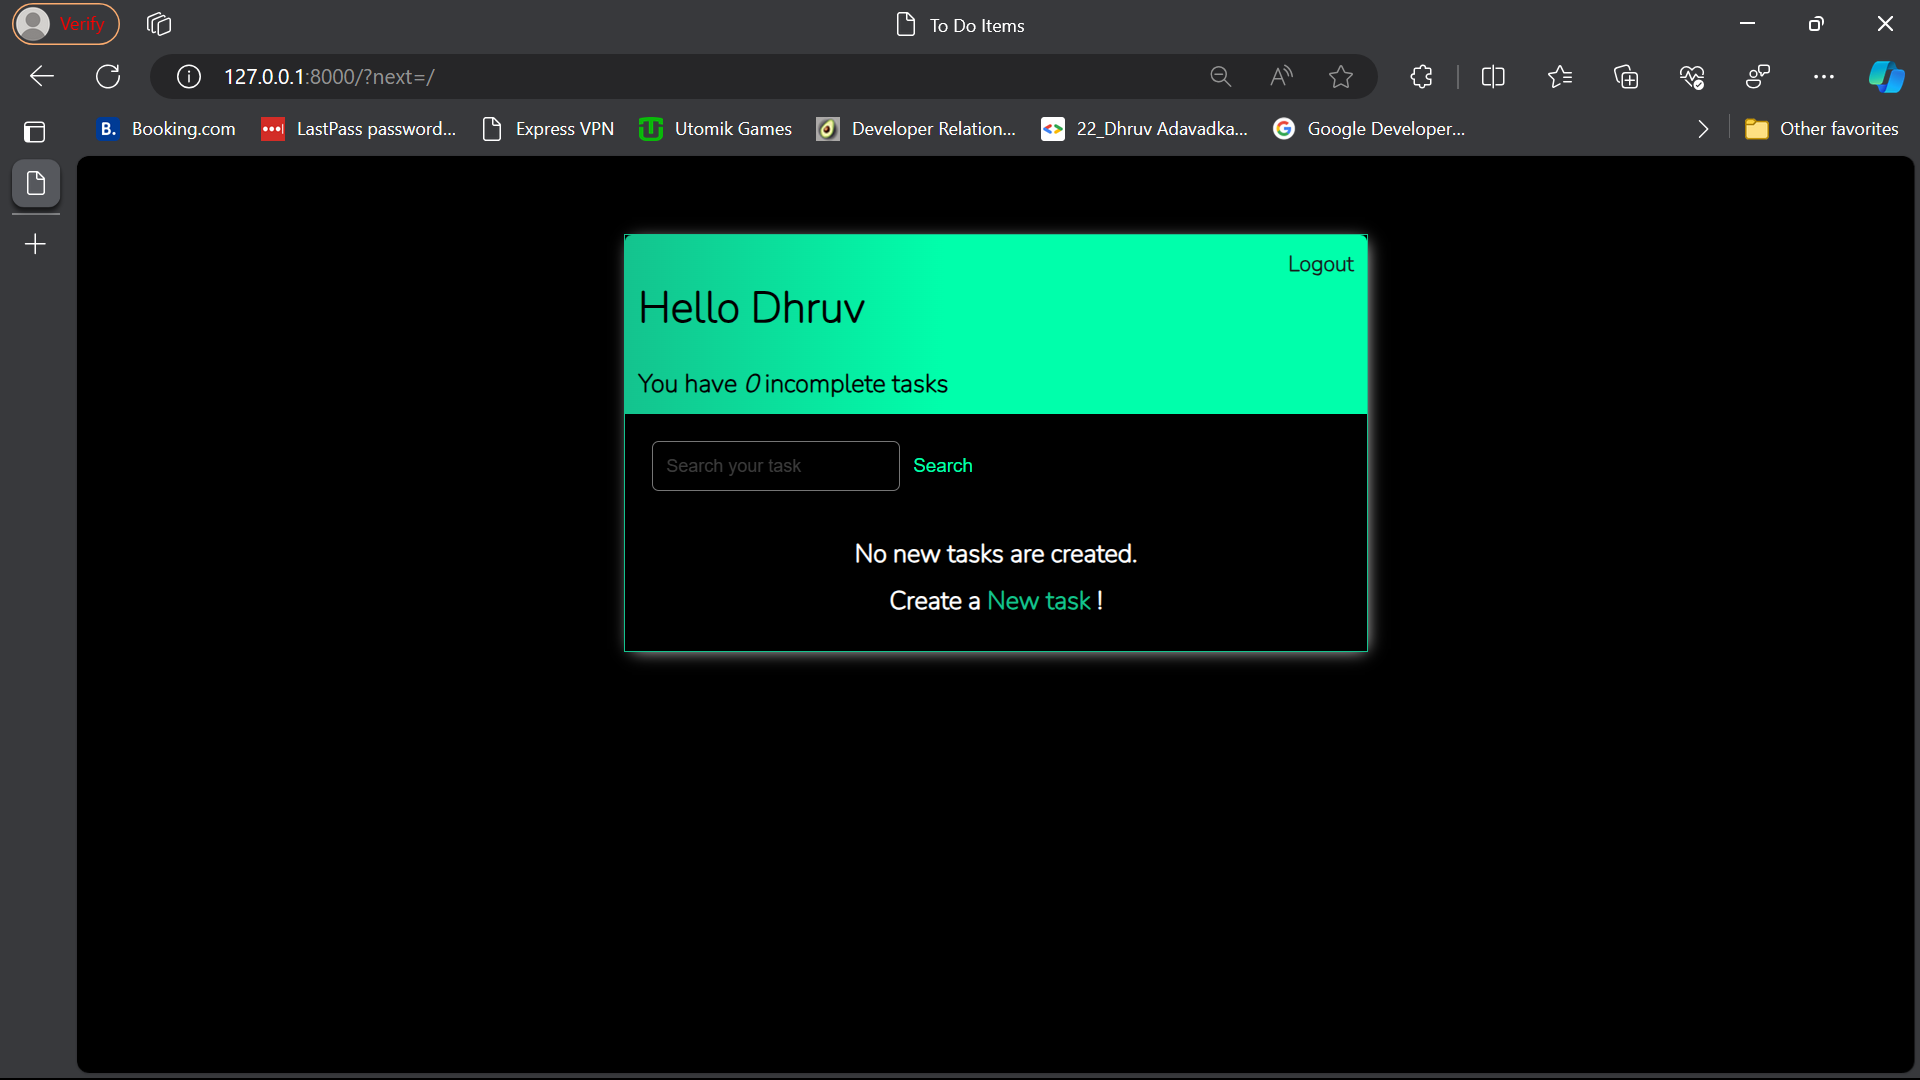 Verify
To Do Items
127.0.0.1:8000/?next=/
Booking.com
LastPass password...
Express VPN
Utomik Games
Developer Relation...
22_Dhruv Adavadka...
Google Developer...
Other favorites
Logout
Hello Dhruv
You have 0 incomplete tasks
Search your task
Search
No new tasks are created.
Create a New task !